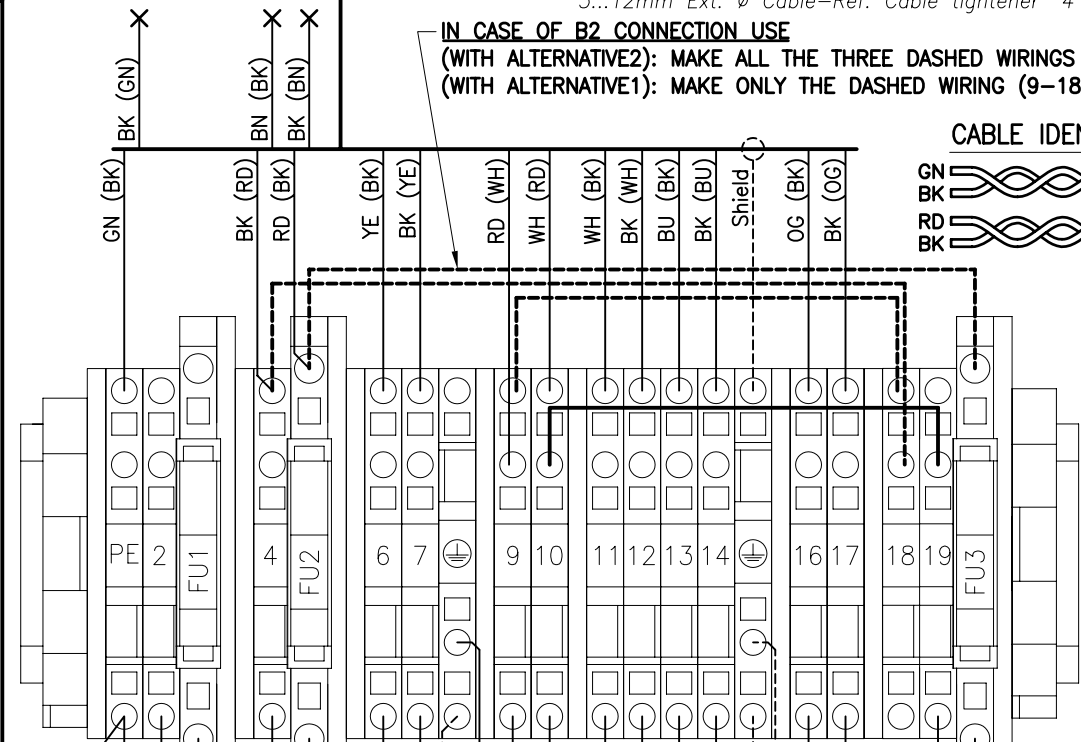 Ext. Ø Cable-Ref. Cable tightener
IN CASE OF B2 CONNECTION USE
(WITH ALTERNATIVE2): MAKE ALL THE THREE DASHED WIRINGS
(WITH ALTERNATIVE1): MAKE ONLY THE DASHED WIRING (9-18
BK (GN)
BN (BK)
BK (BN)
CABLE IDEN
GN
BK
RD
BK
GN (BK)
BK (RD)
RD (BK)
YE (BK)
BK (YE)
RD (WH)
WH (RD)
WH (BK)
BK (WH)
BU (BK)
BK (BU)
Shield
OG (BK)
BK (OG)
PE 2 FU1 4 FU2 6 7 9 10 11 12 13 14 16 17 18 19 FU3